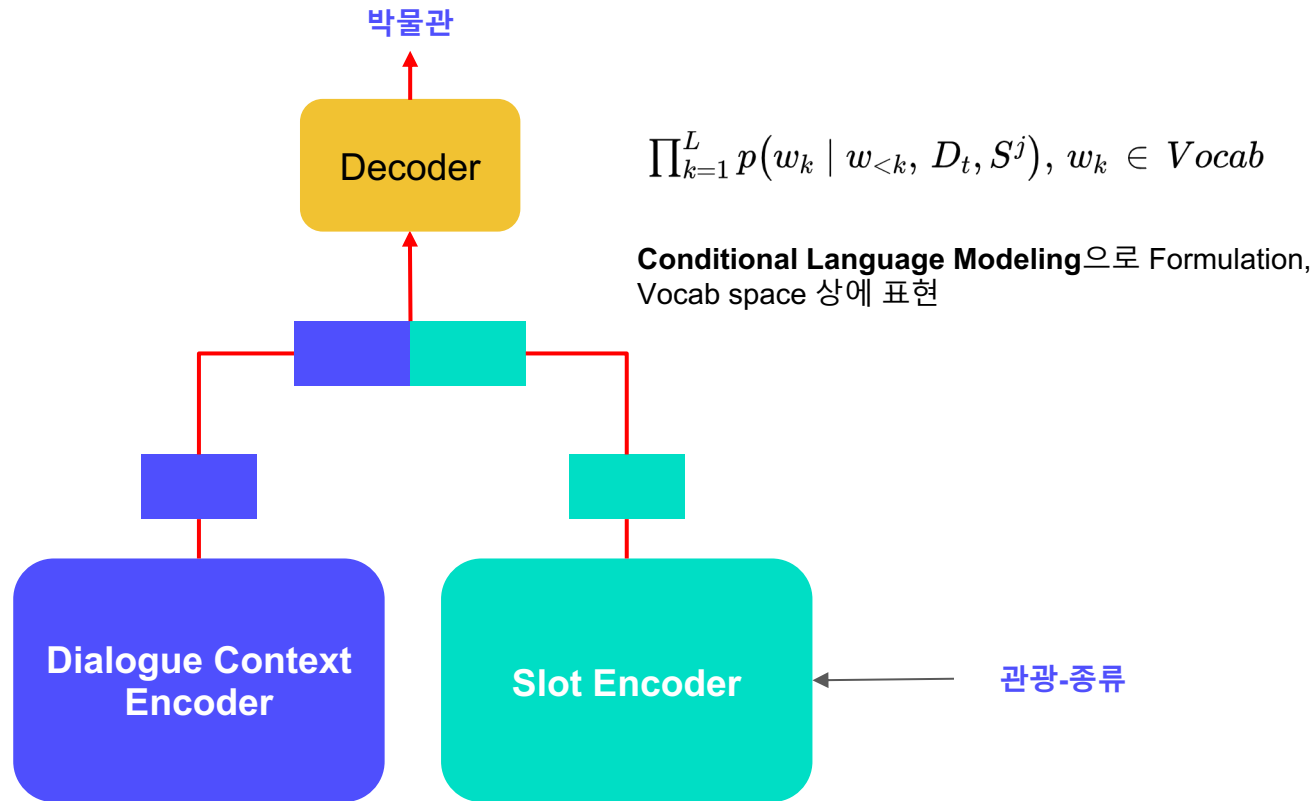 박물관
Decoder
∏_{k=1}^{L} p(w_k | w_{<k}, D_t, S^j), w_k ∈ Vocab
Conditional Language Modeling으로 Formulation,
Vocab space 상에 표현
Dialogue Context
Encoder
Slot Encoder
관광-종류